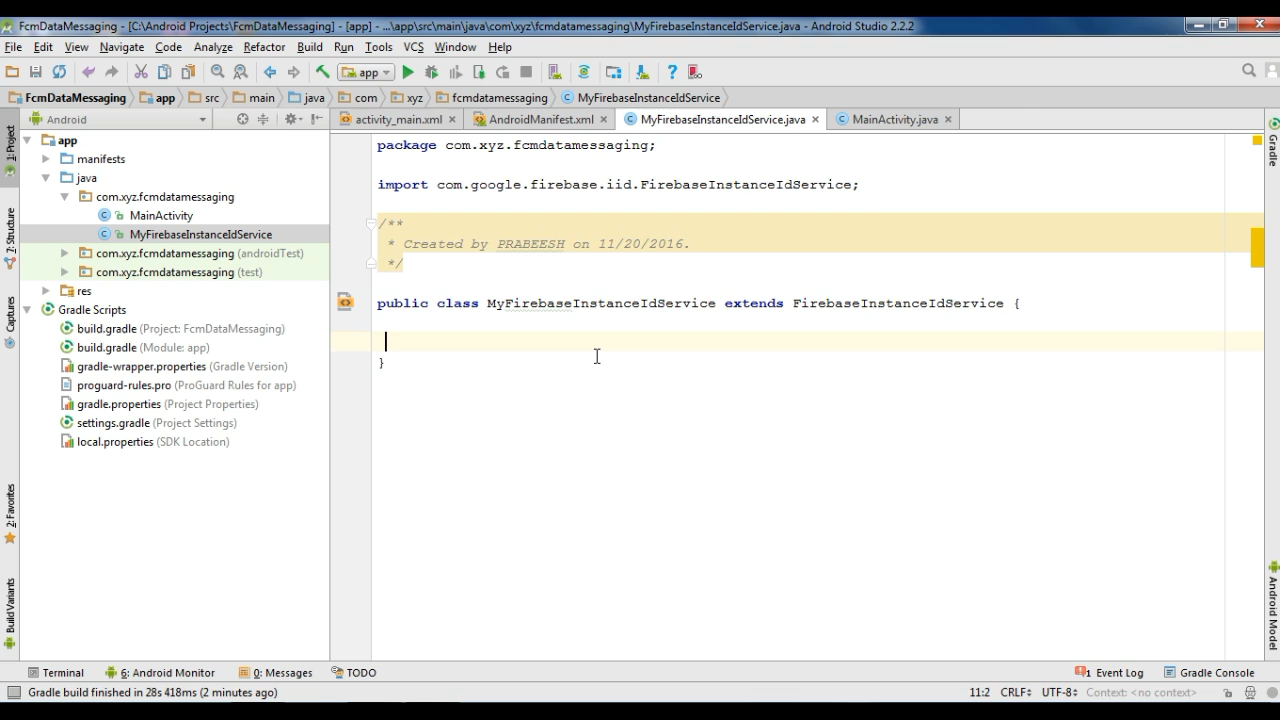 FcmDataMessaging - [C:\Android Projects\FcmDataMessaging] - [app] - ...\app\src\main\java\com\xyz\fcmdatamessaging\MyFirebaseInstanceIdService.java - Android Studio 2.2.2
File Edit View Navigate Code Analyze Refactor Build Run Tools VCS Window Help
app
FcmDataMessaging app src main java com xyz fcmdatamessaging MyFirebaseInstanceIdService
Android
activity_main.xml AndroidManifest.xml MyFirebaseInstanceIdService.java MainActivity.java
1: Project
7: Structure
Captures
2: Favorites
Build Variants
app
manifests
java
com.xyz.fcmdatamessaging
MainActivity
MyFirebaseInstanceIdService
com.xyz.fcmdatamessaging (androidTest)
com.xyz.fcmdatamessaging (test)
res
Gradle Scripts
build.gradle (Project: FcmDataMessaging)
build.gradle (Module: app)
gradle-wrapper.properties (Gradle Version)
proguard-rules.pro (ProGuard Rules for app)
gradle.properties (Project Properties)
settings.gradle (Project Settings)
local.properties (SDK Location)
package com.xyz.fcmdatamessaging;
import com.google.firebase.iid.FirebaseInstanceIdService;
/**
* Created by PRABEESH on 11/20/2016.
*/
public class MyFirebaseInstanceIdService extends FirebaseInstanceIdService {
}
Gradle
Android Model
Terminal 6: Android Monitor 0: Messages TODO 1 Event Log Gradle Console
Gradle build finished in 28s 418ms (2 minutes ago) 11:2 CRLF UTF-8 Context: <no context>